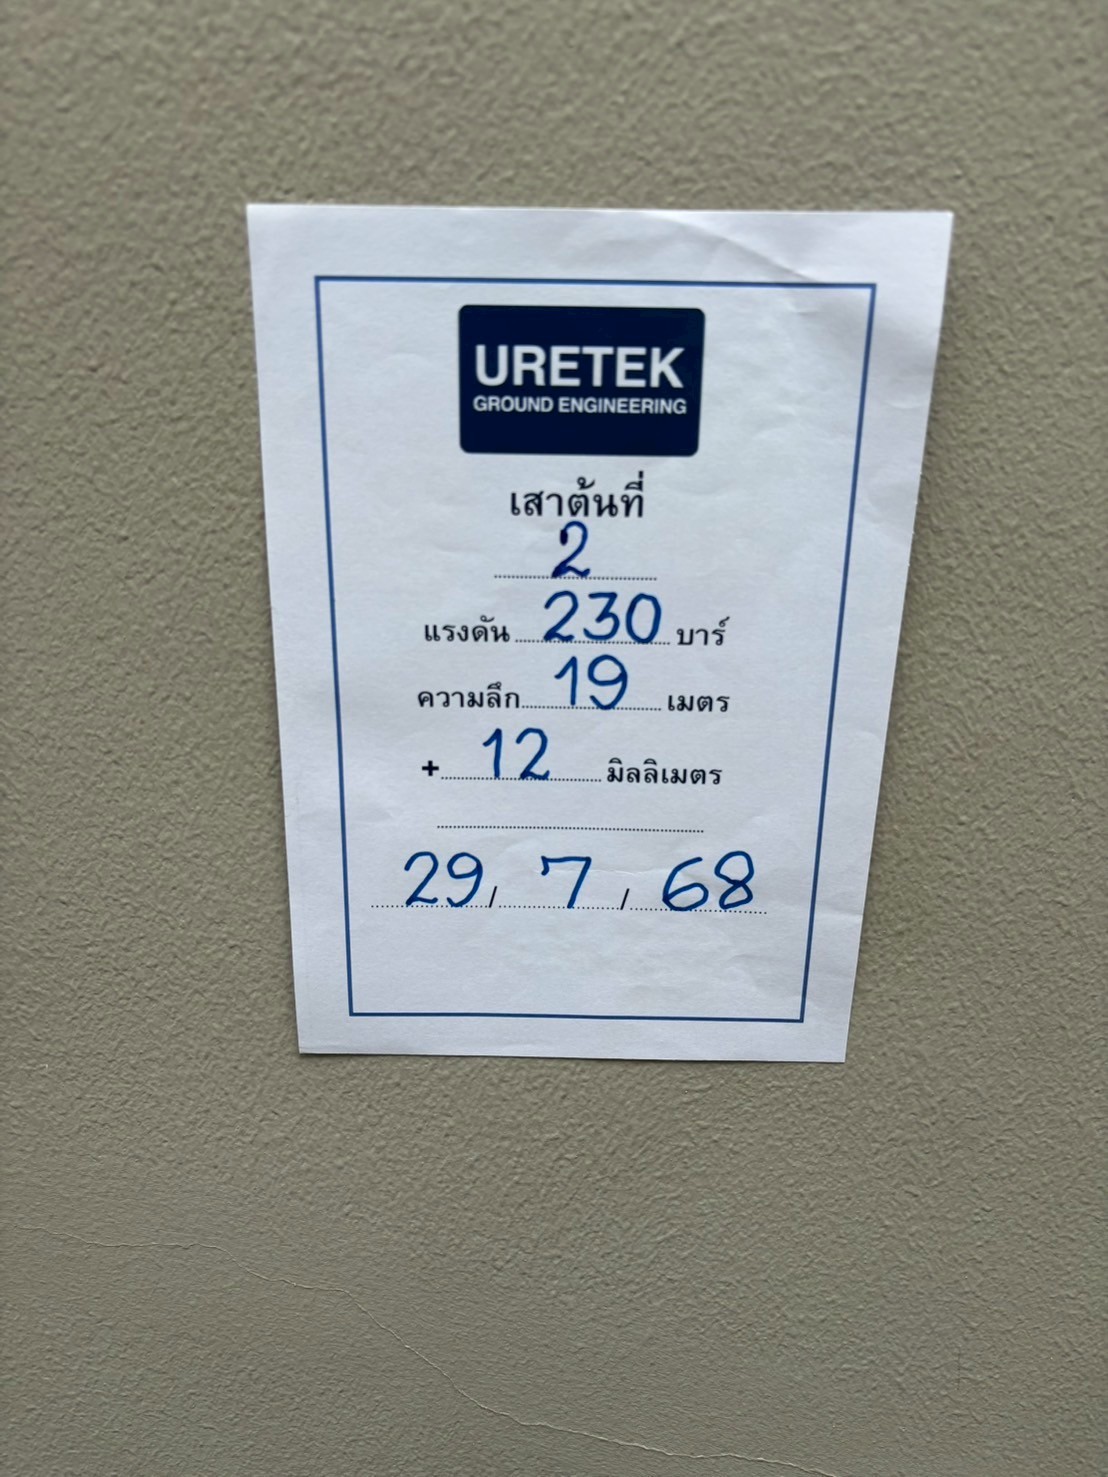 URETEK
GROUND ENGINEERING
เสาต้นที่
2
แรงดัน 230 บาร์
ความลึก 19 เมตร
+ 12 มิลลิเมตร
29 / 7 / 68